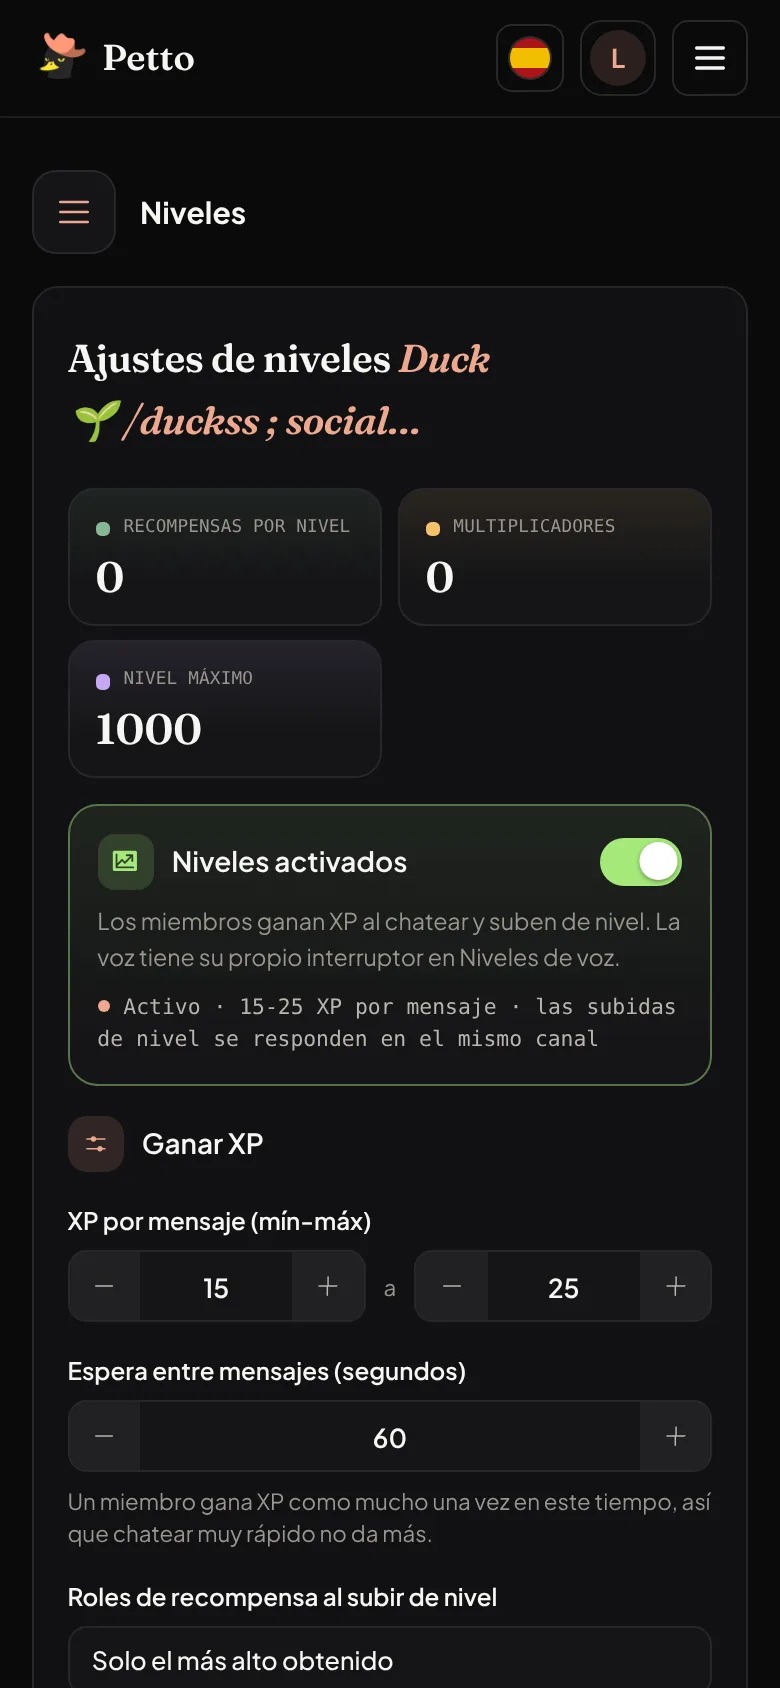 Petto
L
Niveles
Ajustes de niveles Duck
🌱/duckss ; social...
RECOMPENSAS POR NIVEL
0
MULTIPLICADORES
0
NIVEL MÁXIMO
1000
Niveles activados
Los miembros ganan XP al chatear y suben de nivel. La
voz tiene su propio interruptor en Niveles de voz.
Activo · 15-25 XP por mensaje · las subidas
de nivel se responden en el mismo canal
Ganar XP
XP por mensaje (mín-máx)
− 15 + a − 25 +
Espera entre mensajes (segundos)
− 60 +
Un miembro gana XP como mucho una vez en este tiempo, así
que chatear muy rápido no da más.
Roles de recompensa al subir de nivel
Solo el más alto obtenido